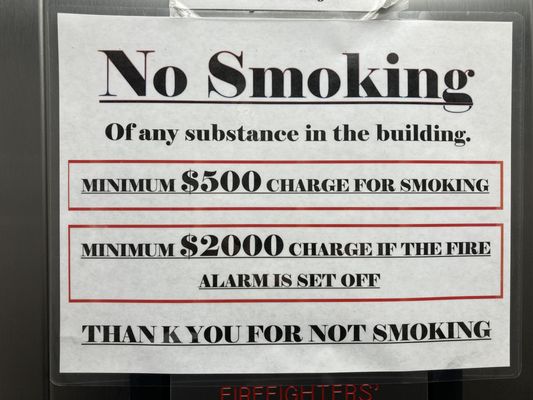 No Smoking
Of any substance in the building.
MINIMUM $500 CHARGE FOR SMOKING
MINIMUM $2000 CHARGE IF THE FIRE
ALARM IS SET OFF
THAN K YOU FOR NOT SMOKING
FIREFIGHTERS'